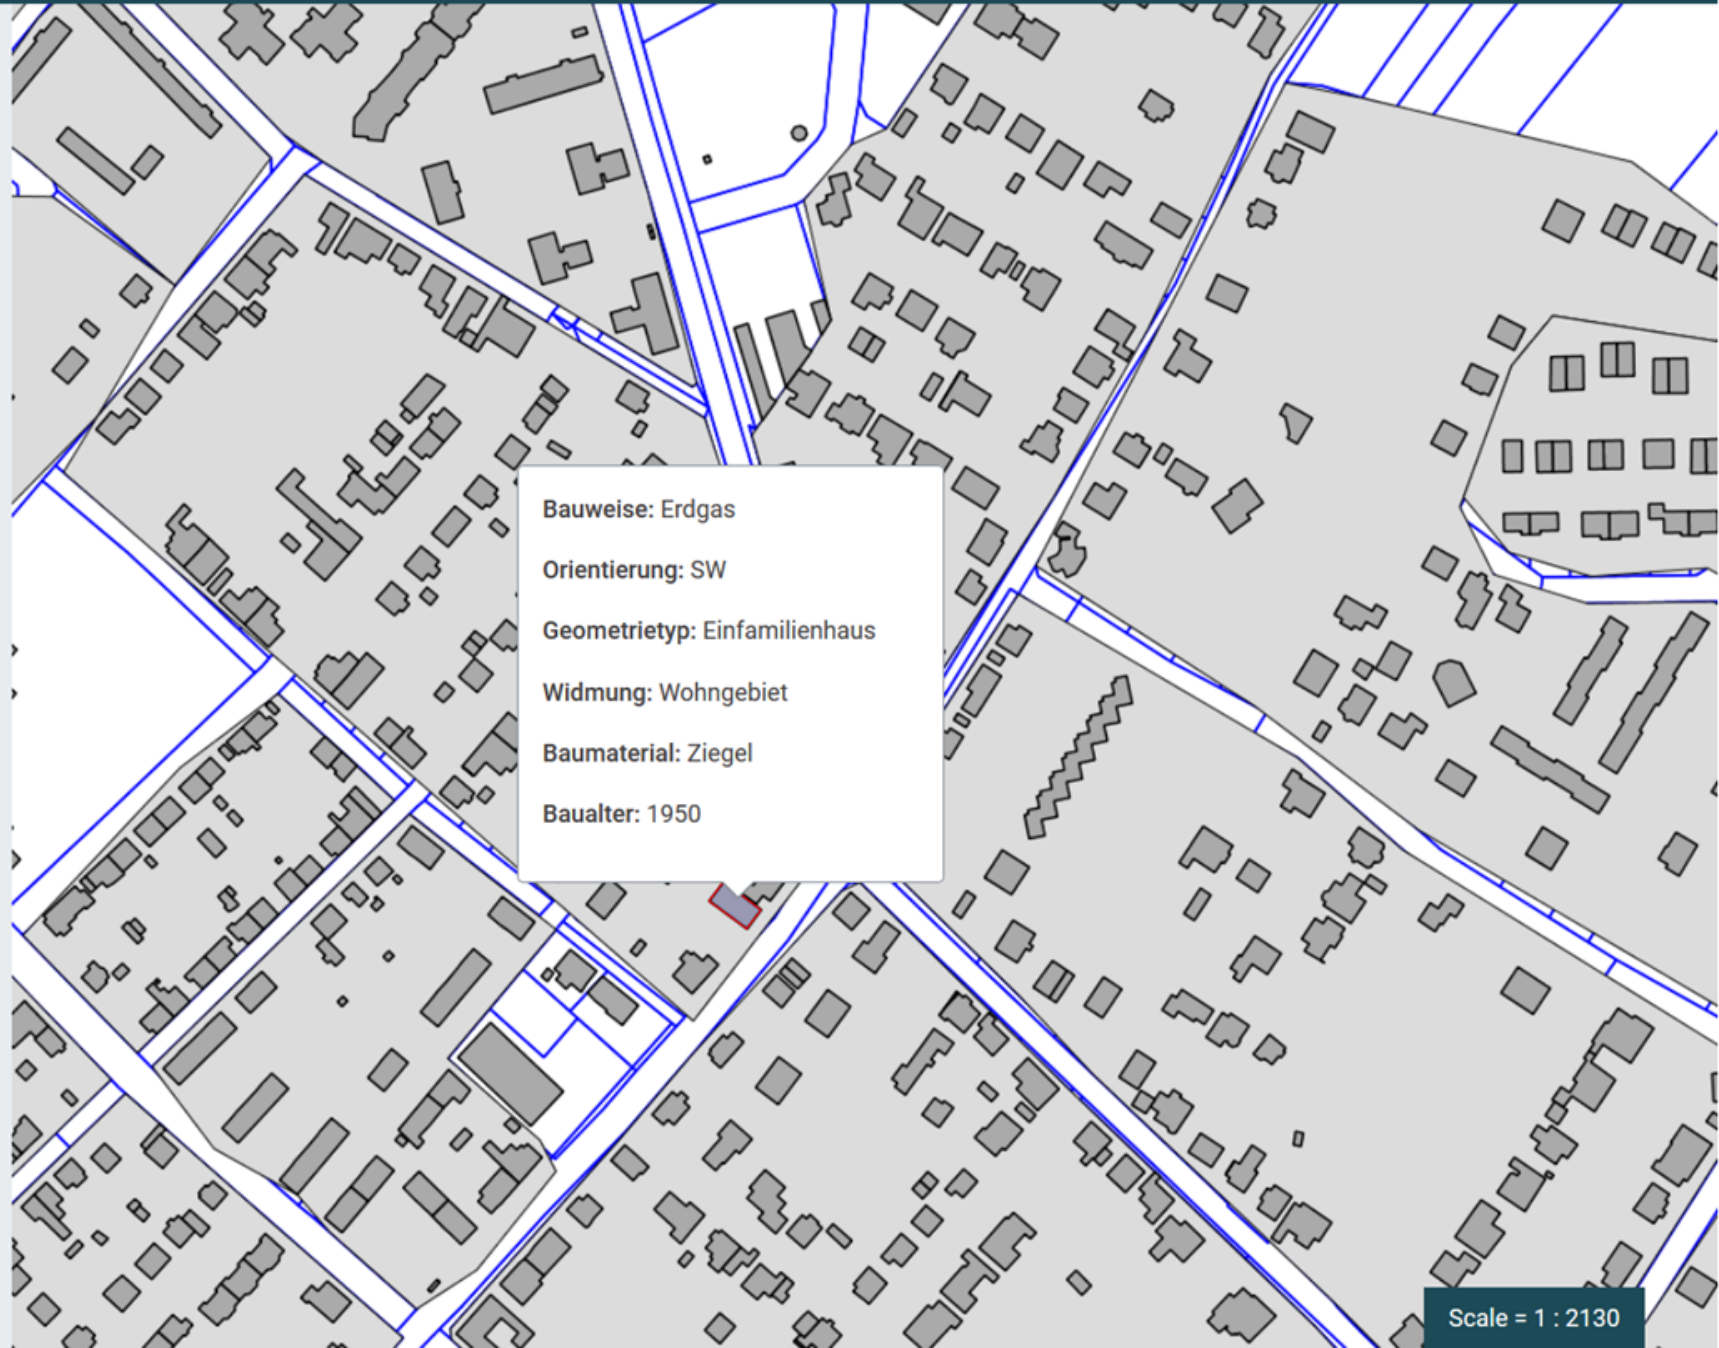 Bauweise: Erdgas
Orientierung: SW
Geometrietyp: Einfamilienhaus
Widmung: Wohngebiet
Baumaterial: Ziegel
Baualter: 1950
Scale = 1 : 2130